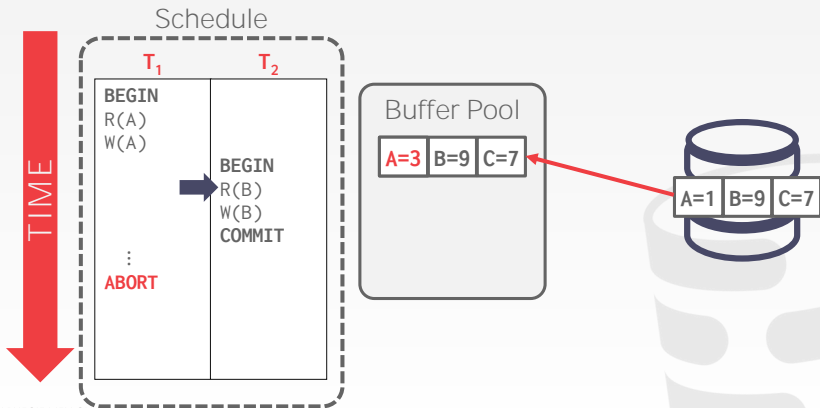 Schedule
T1 T2
BEGIN
R(A)
W(A)
BEGIN
R(B)
W(B)
COMMIT
⋮
ABORT
TIME
Buffer Pool
A=3 B=9 C=7
A=1 B=9 C=7